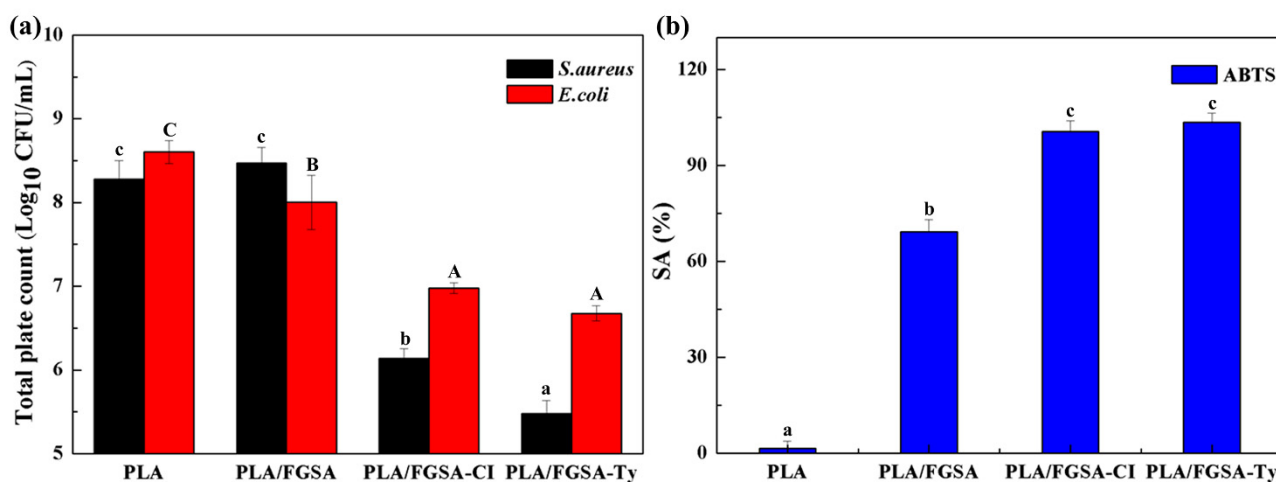 (a)
Total plate count (Log10 CFU/mL)
10
9
8
7
6
5
S.aureus
E.coli
c
C
c
B
b
A
a
A
PLA
PLA/FGSA
PLA/FGSA-CI
PLA/FGSA-Ty
(b)
SA (%)
120
90
60
30
0
ABTS
a
b
c
c
PLA
PLA/FGSA
PLA/FGSA-CI
PLA/FGSA-Ty